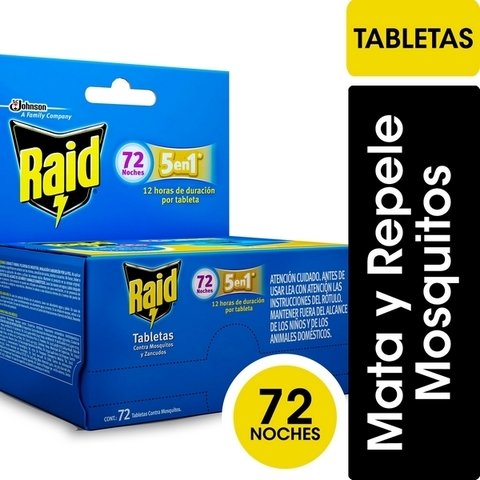 TABLETAS
Mata y Repele
Mosquitos
SC Johnson
A Family Company
Raid
72
Noches
5en1
12 horas de duración
por tableta
Raid
72
Noches
5en1
12 horas de duración
por tableta
Tabletas
Contra Mosquitos
y Zancudos
CONT.: 72 Tabletas Contra Mosquitos.
ATENCIÓN CUIDADO. ANTES DE
USAR LEA CON ATENCIÓN LAS
INSTRUCCIONES DEL RÓTULO.
MANTENER FUERA DEL ALCANCE
DE LOS NIÑOS Y DE LOS
ANIMALES DOMÉSTICOS.
72
NOCHES